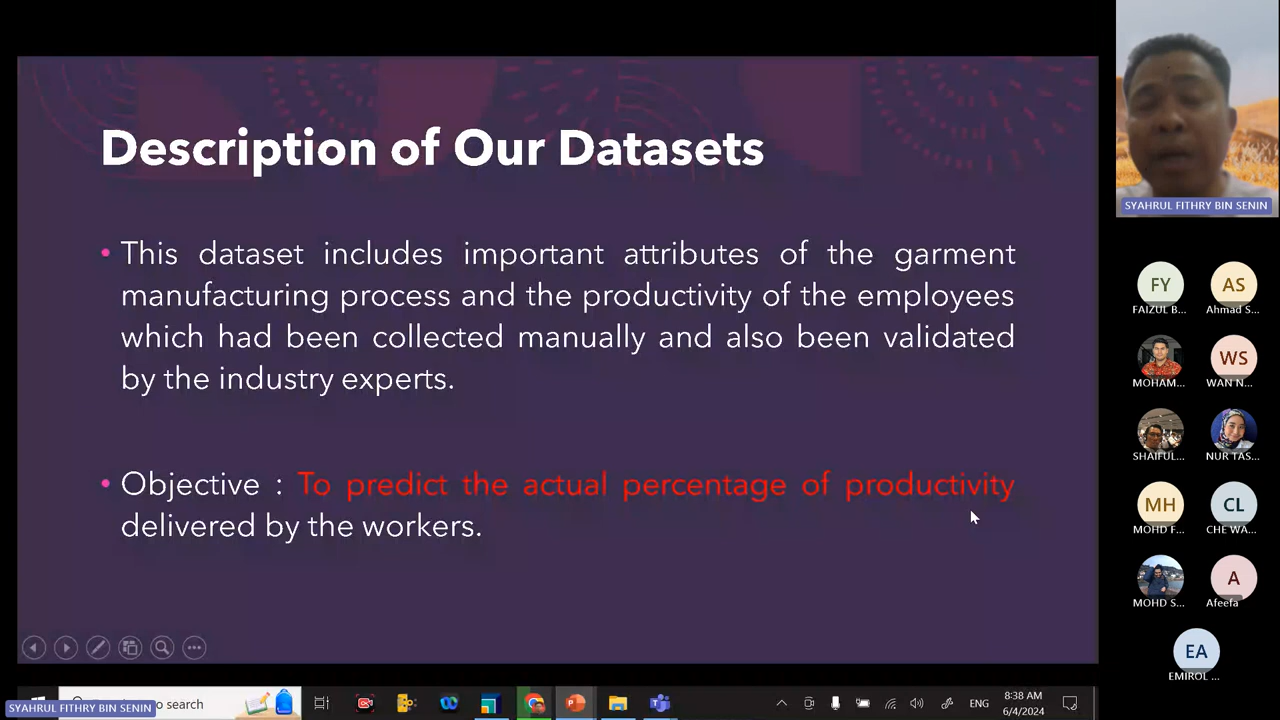 Description of Our Datasets
• This dataset includes important attributes of the garment
manufacturing process and the productivity of the employees
which had been collected manually and also been validated
by the industry experts.
• Objective : To predict the actual percentage of productivity
delivered by the workers.
SYAHRUL FITHRY BIN SENIN
FY
AS
FAIZUL B...
Ahmad S...
WS
MOHAM...
WAN N...
SHAIFUL...
NUR TAS...
MH
CL
MOHD F...
CHE WA...
A
MOHD S...
Afeefa
EA
EMIROL ...
search
ENG
8:38 AM
6/4/2024
SYAHRUL FITHRY BIN SENIN